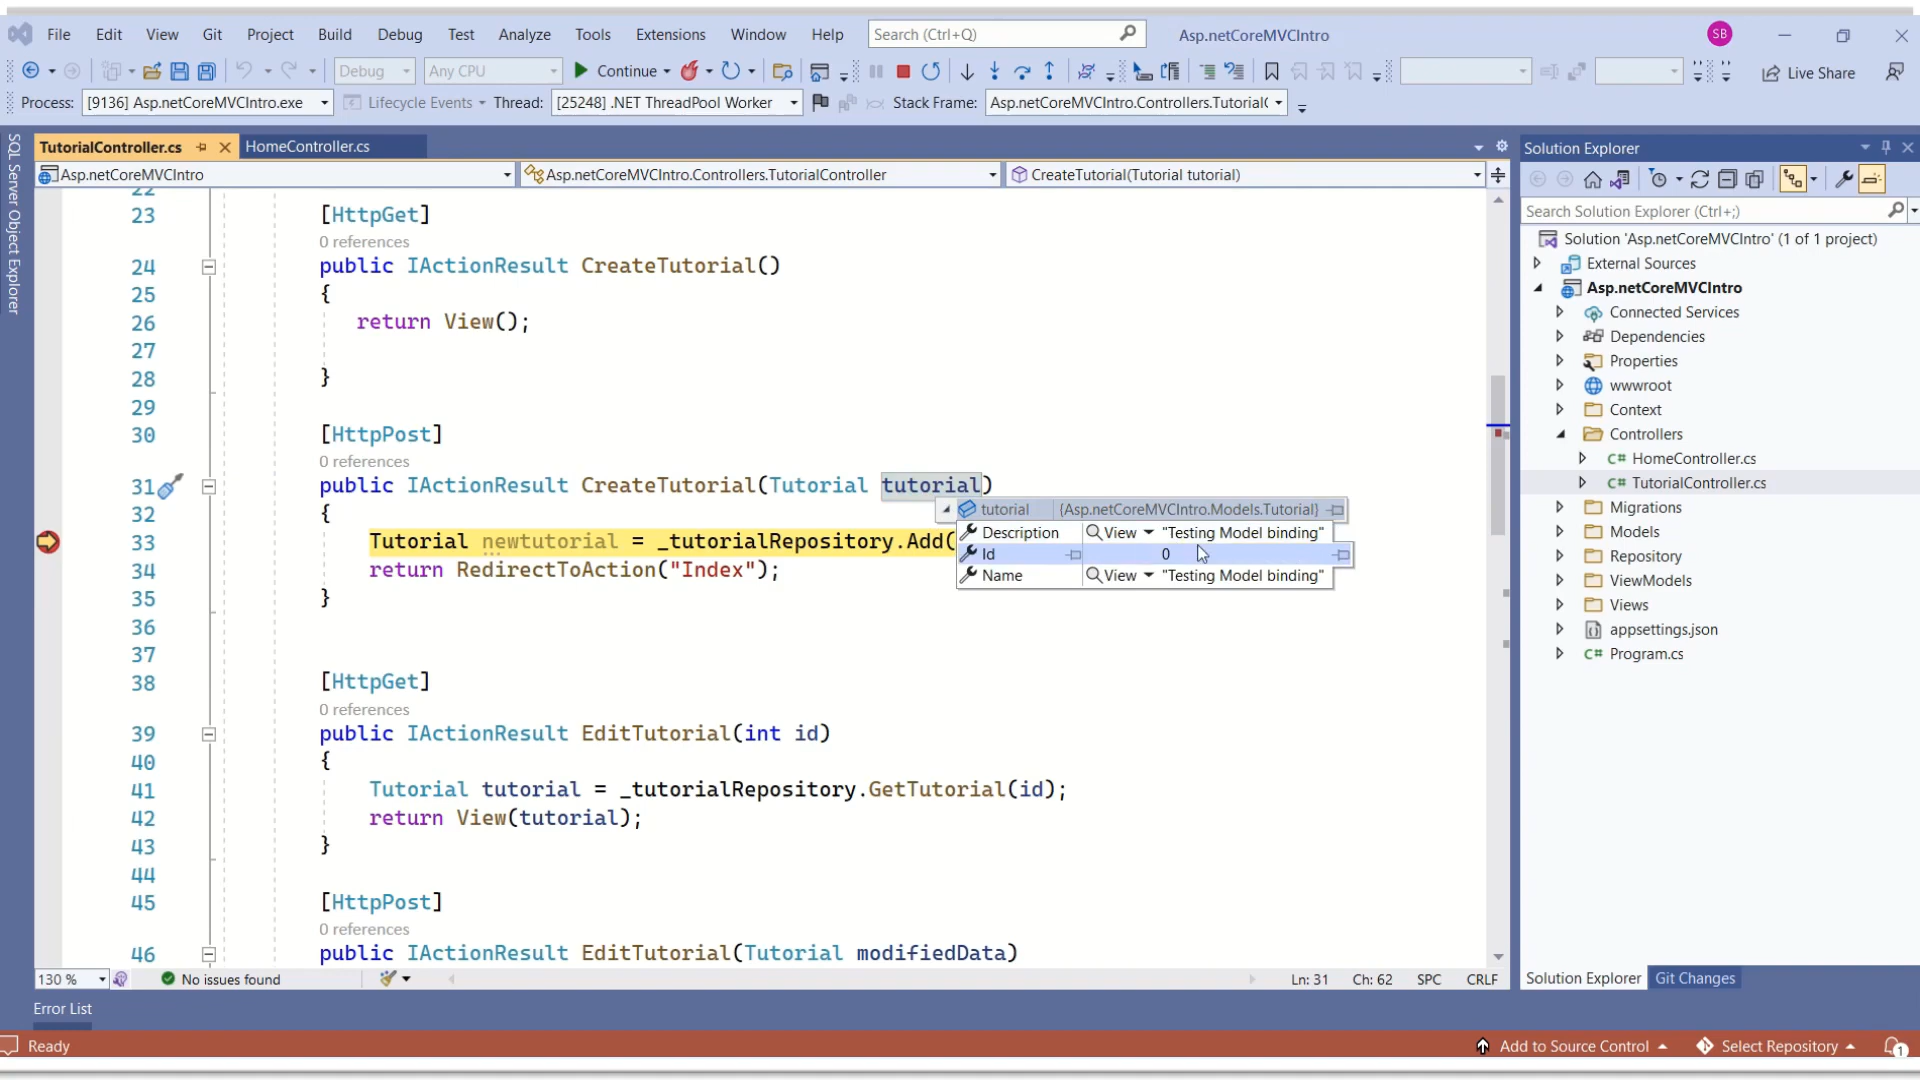 File Edit View Git Project Build Debug Test Analyze Tools Extensions Window Help Search (Ctrl+Q) Asp.netCoreMVCIntro SB
Debug Any CPU Continue Live Share
Process: [9136] Asp.netCoreMVCIntro.exe Lifecycle Events Thread: [25248] .NET ThreadPool Worker Stack Frame: Asp.netCoreMVCIntro.Controllers.TutorialC
SQL Server Object Explorer
TutorialController.cs HomeController.cs
Asp.netCoreMVCIntro Asp.netCoreMVCIntro.Controllers.TutorialController CreateTutorial(Tutorial tutorial)
22
23 [HttpGet]
0 references
24 public IActionResult CreateTutorial()
25 {
26 return View();
27
28 }
29
30 [HttpPost]
0 references
31 public IActionResult CreateTutorial(Tutorial tutorial)
32 {
33 Tutorial newtutorial = _tutorialRepository.Add(
34 return RedirectToAction("Index");
35 }
36
37
38 [HttpGet]
0 references
39 public IActionResult EditTutorial(int id)
40 {
41 Tutorial tutorial = _tutorialRepository.GetTutorial(id);
42 return View(tutorial);
43 }
44
45 [HttpPost]
0 references
46 public IActionResult EditTutorial(Tutorial modifiedData)
tutorial {Asp.netCoreMVCIntro.Models.Tutorial}
Description View "Testing Model binding"
Id 0
Name View "Testing Model binding"
130 % No issues found Ln: 31 Ch: 62 SPC CRLF
Solution Explorer
Search Solution Explorer (Ctrl+;)
Solution 'Asp.netCoreMVCIntro' (1 of 1 project)
External Sources
Asp.netCoreMVCIntro
Connected Services
Dependencies
Properties
wwwroot
Context
Controllers
C# HomeController.cs
C# TutorialController.cs
Migrations
Models
Repository
ViewModels
Views
appsettings.json
C# Program.cs
Solution Explorer Git Changes
Error List
Ready Add to Source Control Select Repository 1